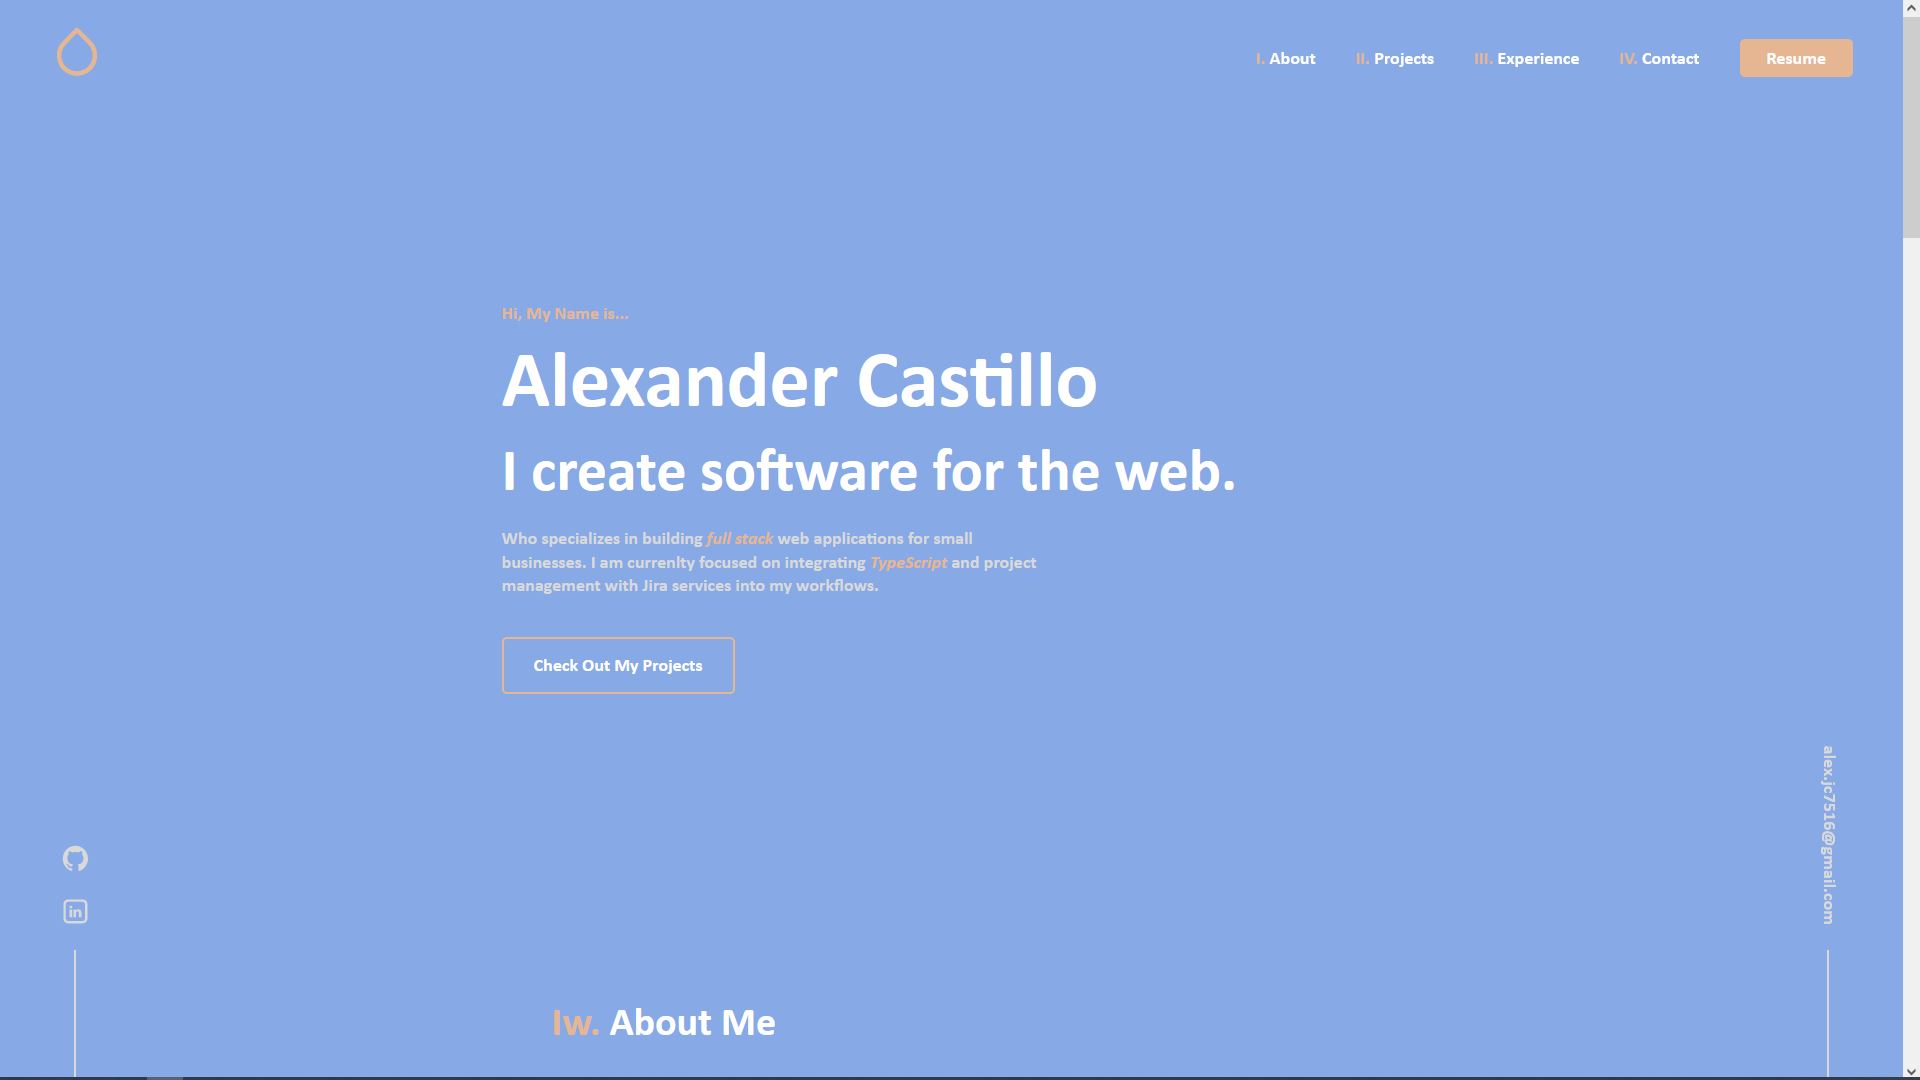 I. About II. Projects III. Experience IV. Contact Resume
Hi, My Name is...
Alexander Castillo
I create software for the web.
Who specializes in building full stack web applications for small
businesses. I am currenlty focused on integrating TypeScript and project
management with Jira services into my workflows.
Check Out My Projects
alex.jc7516@gmail.com
in
Iw. About Me